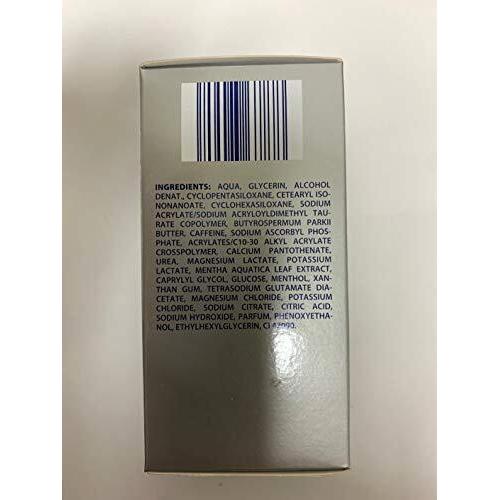 INGREDIENTS: AQUA, GLYCERIN, ALCOHOL
DENAT., CYCLOPENTASILOXANE, CETEARYL ISO-
NONANOATE, CYCLOHEXASILOXANE, SODIUM
ACRYLATE/SODIUM ACRYLOYLDIMETHYL TAU-
RATE COPOLYMER, BUTYROSPERMUM PARKII
BUTTER, CAFFEINE, SODIUM ASCORBYL PHOS-
PHATE, ACRYLATES/C10-30 ALKYL ACRYLATE
CROSSPOLYMER, CALCIUM PANTOTHENATE,
UREA, MAGNESIUM LACTATE, POTASSIUM
LACTATE, MENTHA AQUATICA LEAF EXTRACT,
CAPRYLYL GLYCOL, GLUCOSE, MENTHOL, XAN-
THAN GUM, TETRASODIUM GLUTAMATE DIA-
CETATE, MAGNESIUM CHLORIDE, POTASSIUM
CHLORIDE, SODIUM CITRATE, CITRIC ACID,
SODIUM HYDROXIDE, PARFUM, PHENOXYETHA-
NOL, ETHYLHEXYLGLYCERIN, CI 42090.